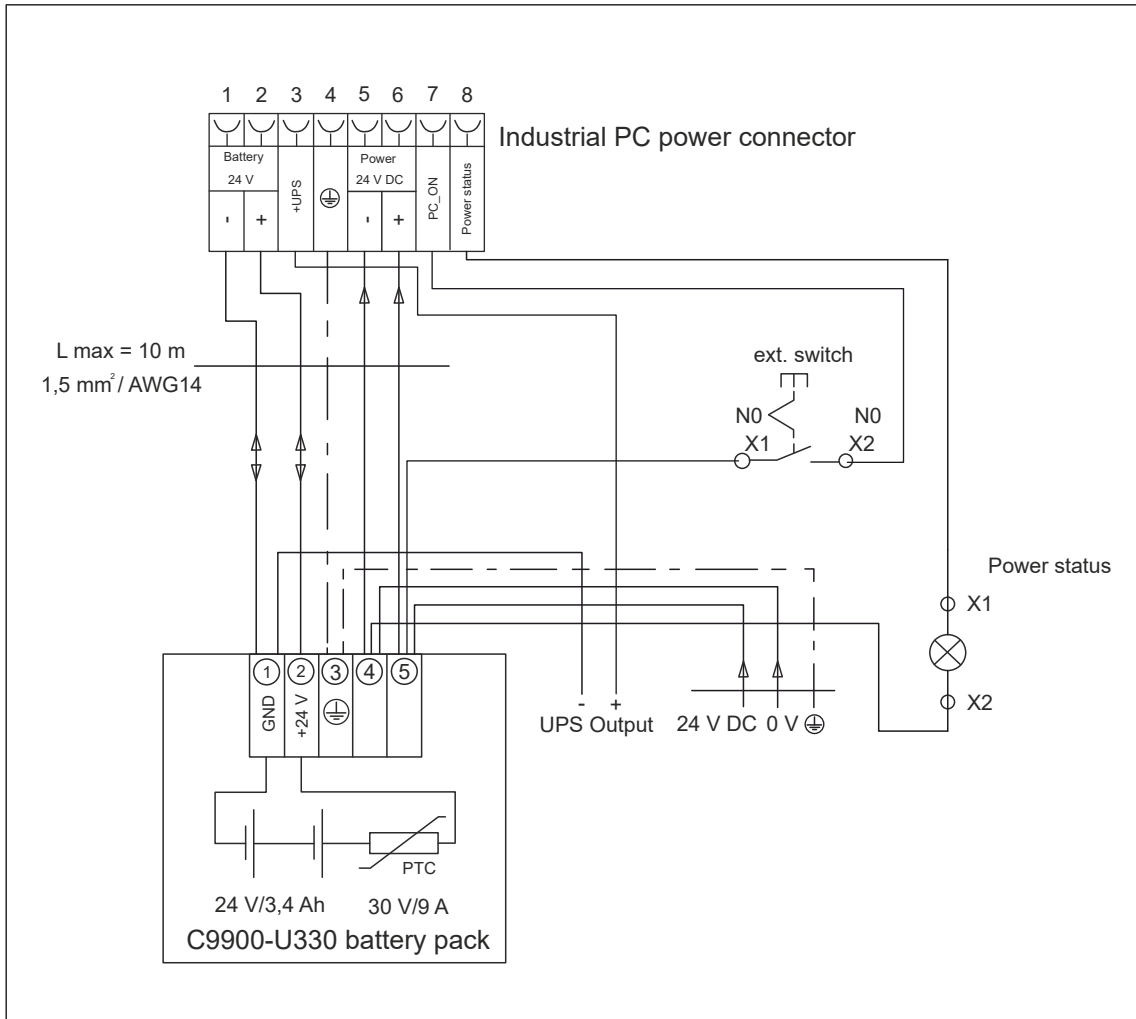 1 2 3 4 5 6 7 8
Industrial PC power connector
Battery
24 V
- +
+UPS
Power
24 V DC
- +
PC_ON
Power status
L max = 10 m
1,5 mm²/ AWG14
ext. switch
N0 N0
X1 X2
Power status
X1
X2
1 2 3 4 5
GND
+24 V
- +
UPS Output
24 V DC 0 V
PTC
24 V/3,4 Ah 30 V/9 A
C9900-U330 battery pack